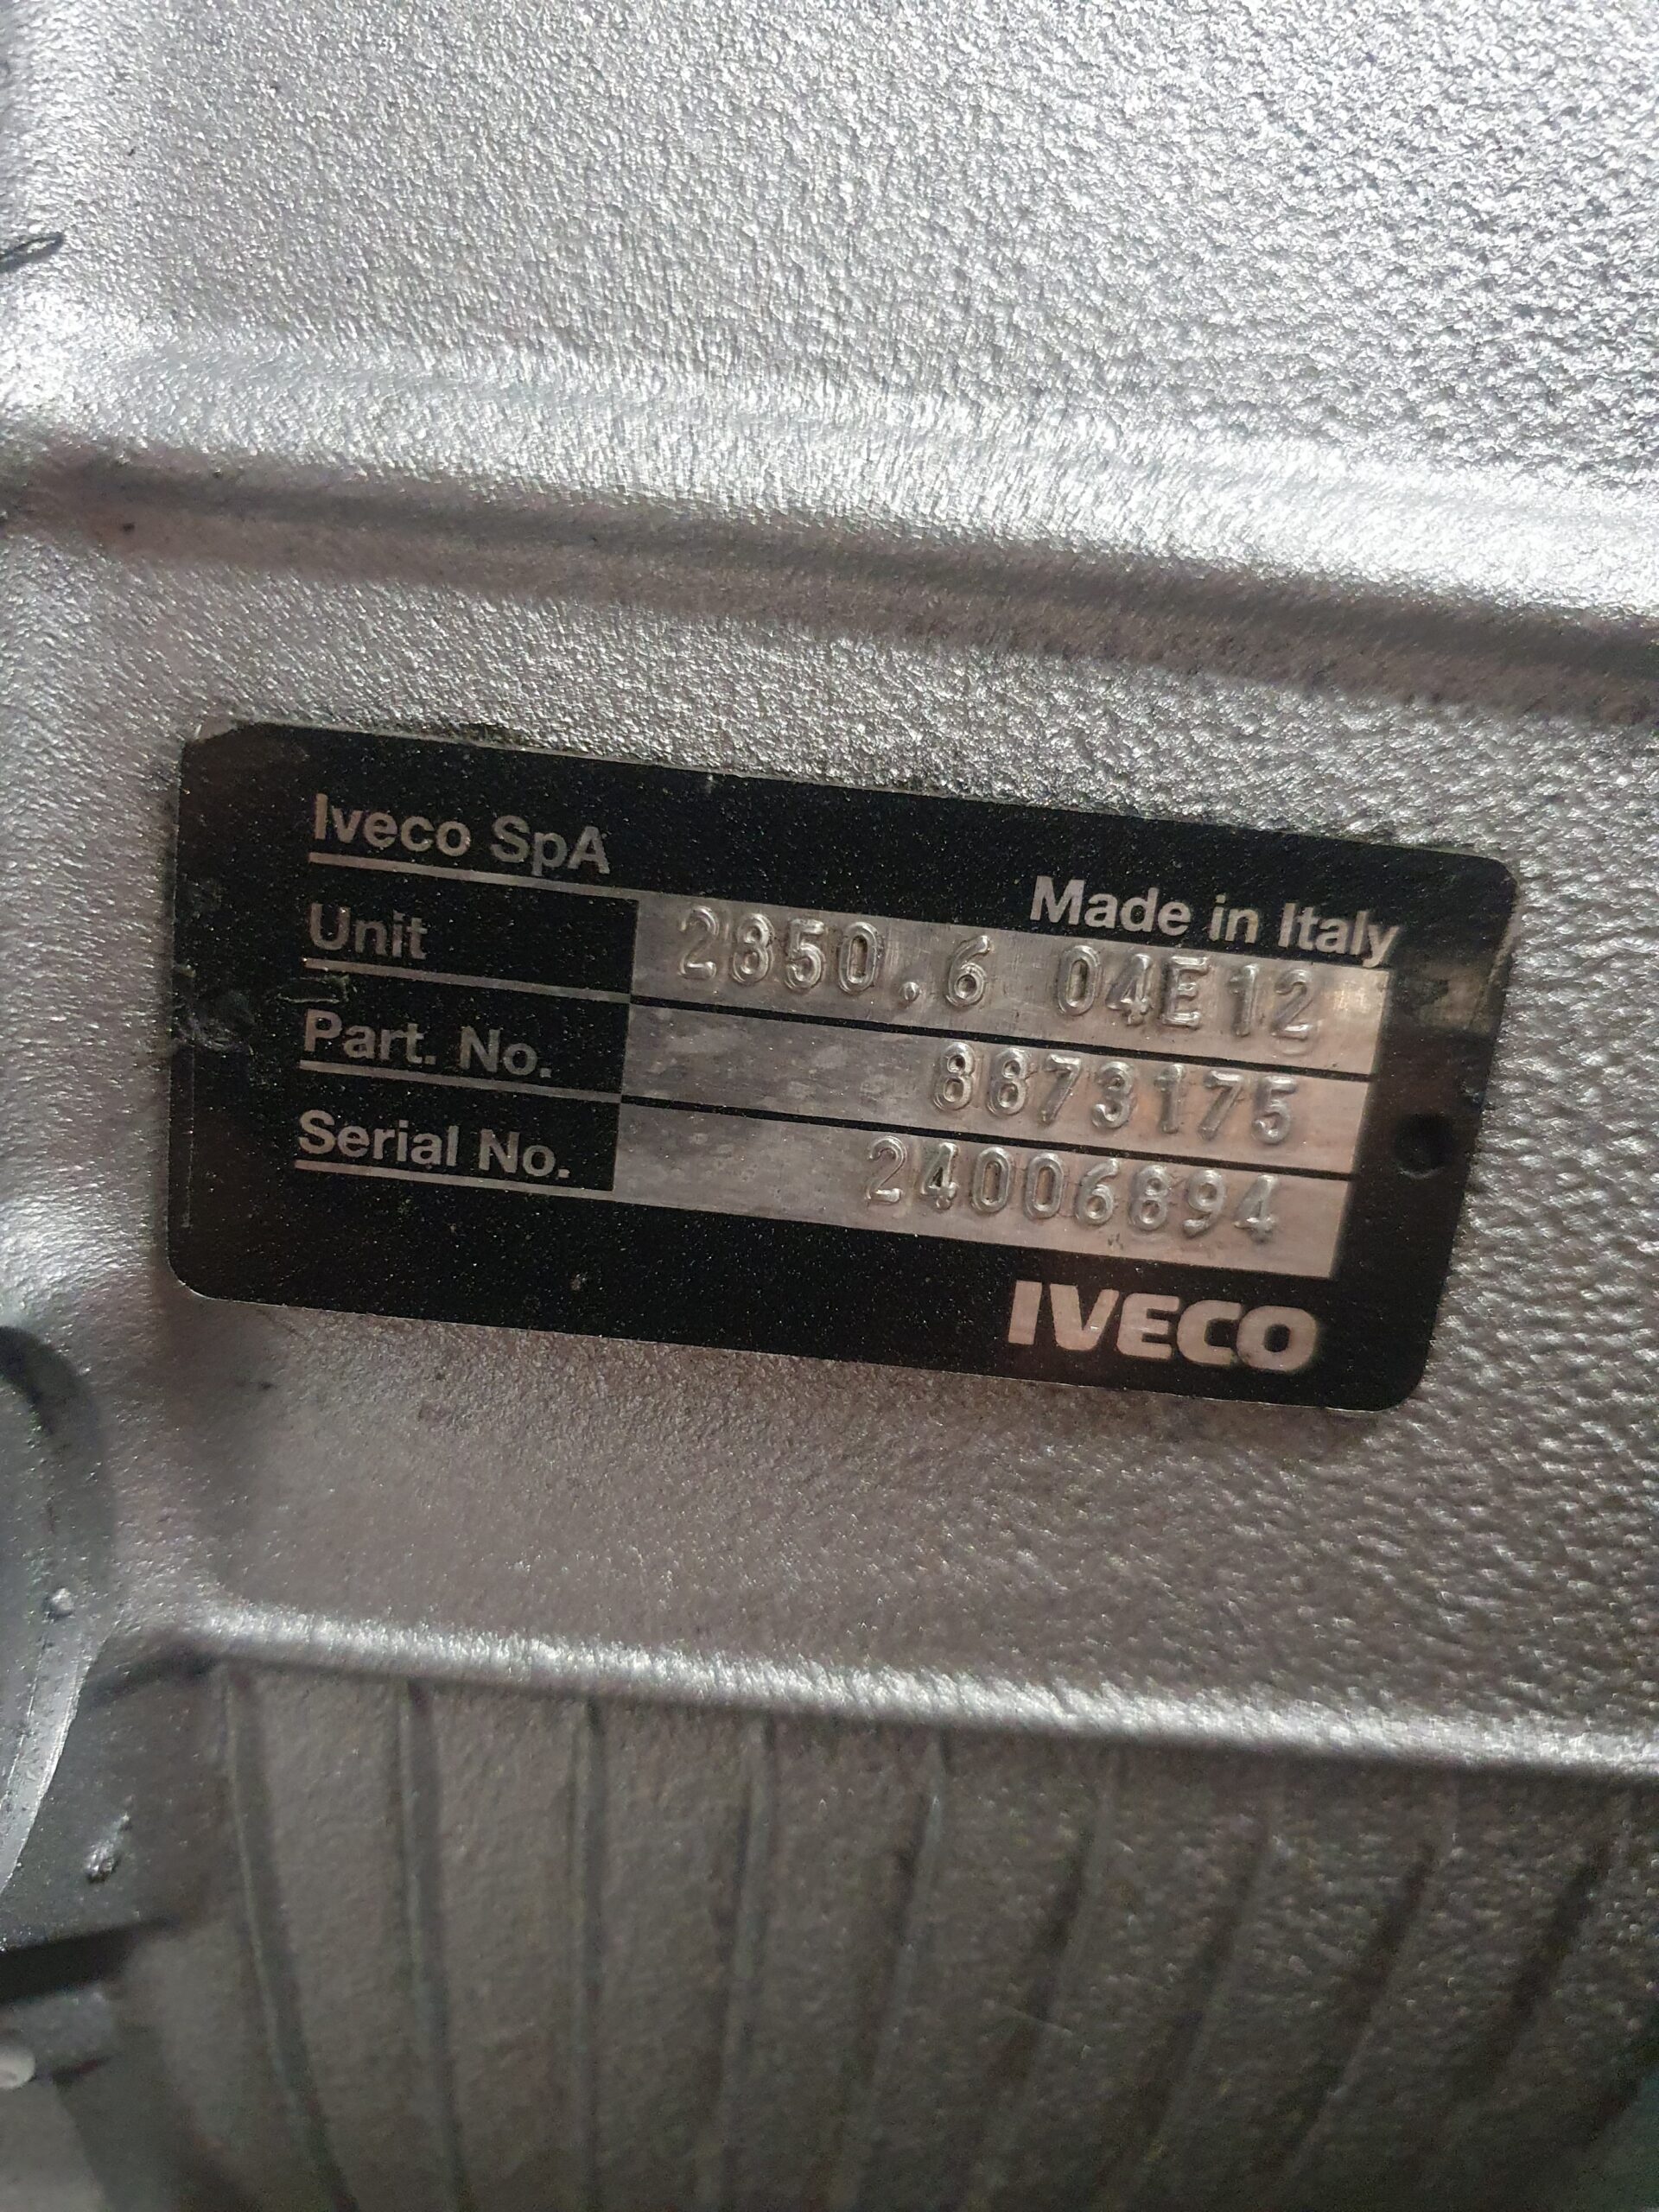 Iveco SpA
Made in Italy
Unit 2850.6 04E12
Part. No. 8873175
Serial No. 24006894
IVECO